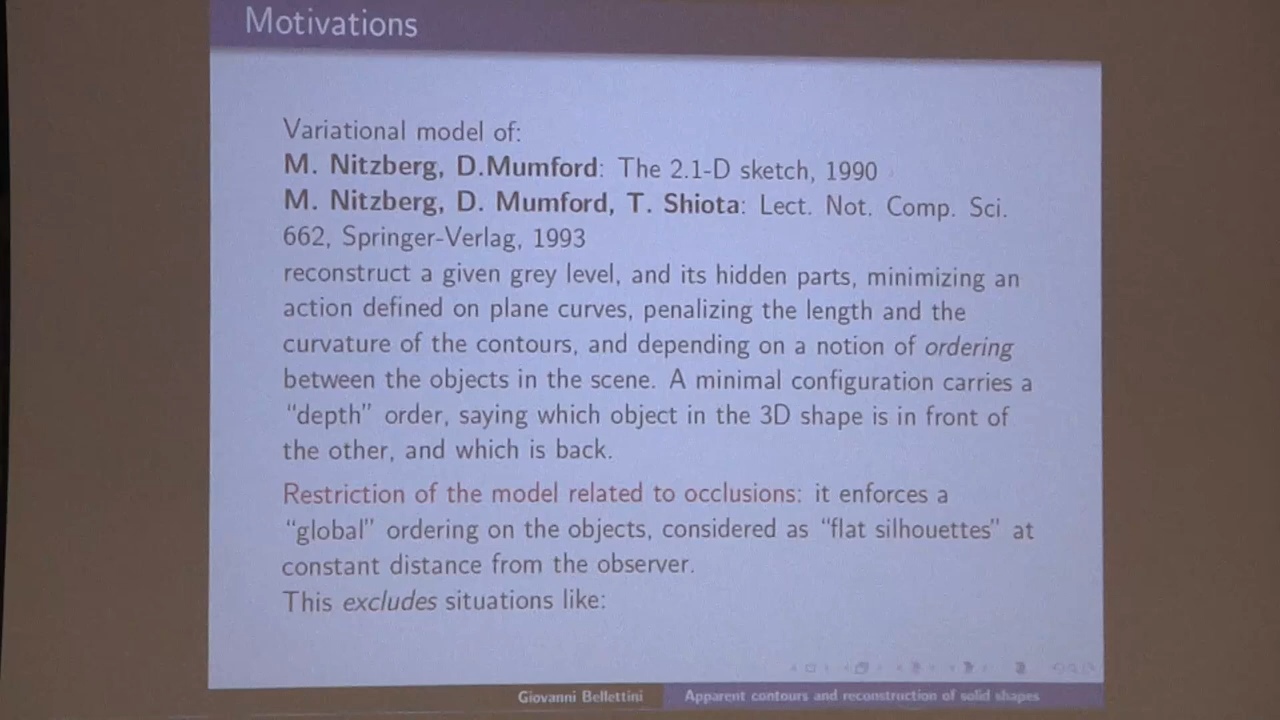 Motivations
Variational model of:
M. Nitzberg, D.Mumford: The 2.1-D sketch, 1990
M. Nitzberg, D. Mumford, T. Shiota: Lect. Not. Comp. Sci.
662, Springer-Verlag, 1993
reconstruct a given grey level, and its hidden parts, minimizing an
action defined on plane curves, penalizing the length and the
curvature of the contours, and depending on a notion of ordering
between the objects in the scene. A minimal configuration carries a
“depth” order, saying which object in the 3D shape is in front of
the other, and which is back.
Restriction of the model related to occlusions: it enforces a
“global” ordering on the objects, considered as “flat silhouettes” at
constant distance from the observer.
This excludes situations like:
Giovanni Bellettini
Apparent contours and reconstruction of solid shapes